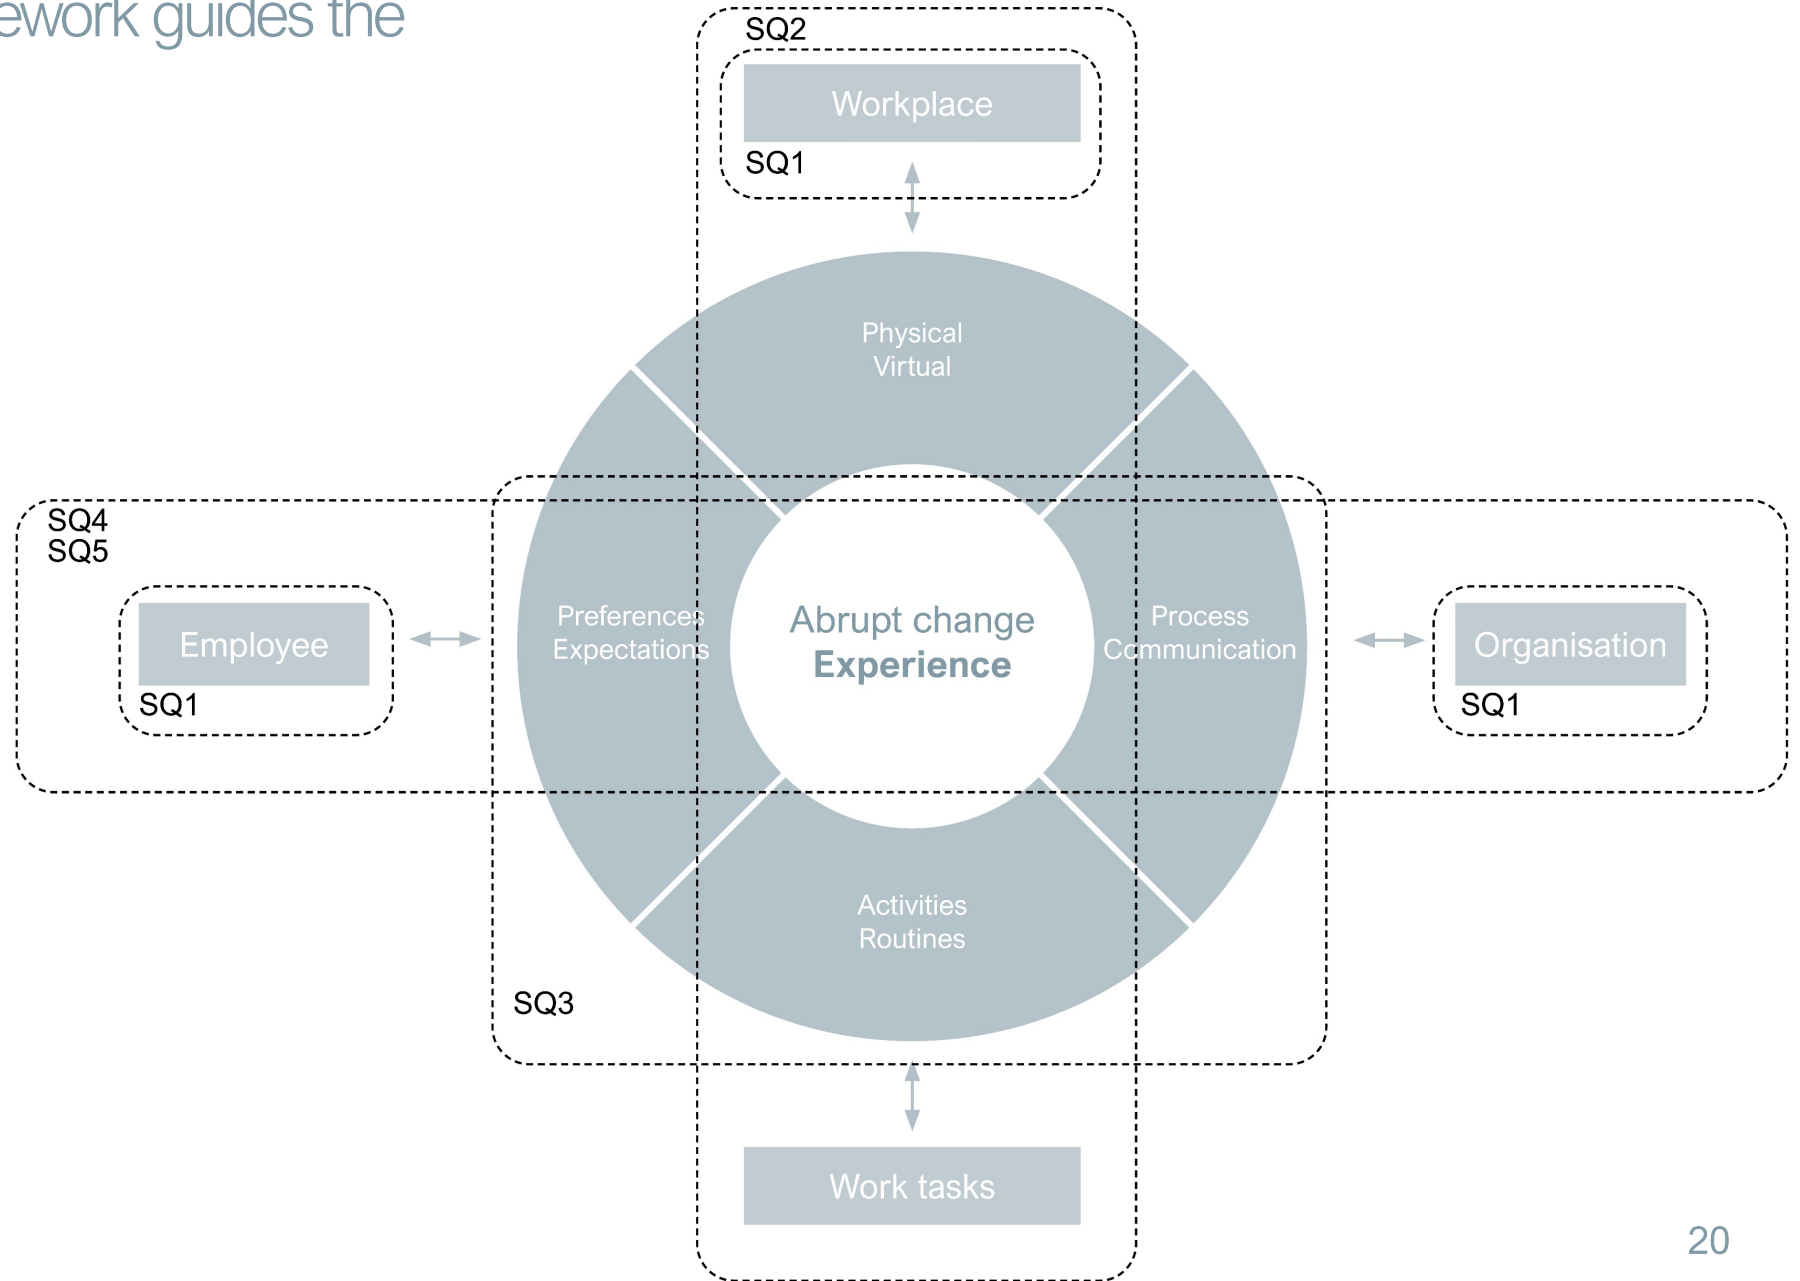 ework guides the
SQ2
Workplace
SQ1
Physical
Virtual
SQ4
SQ5
Employee
SQ1
Preferences
Expectations
Abrupt change
Experience
Process
Communication
Organisation
SQ1
Activities
Routines
SQ3
Work tasks
20